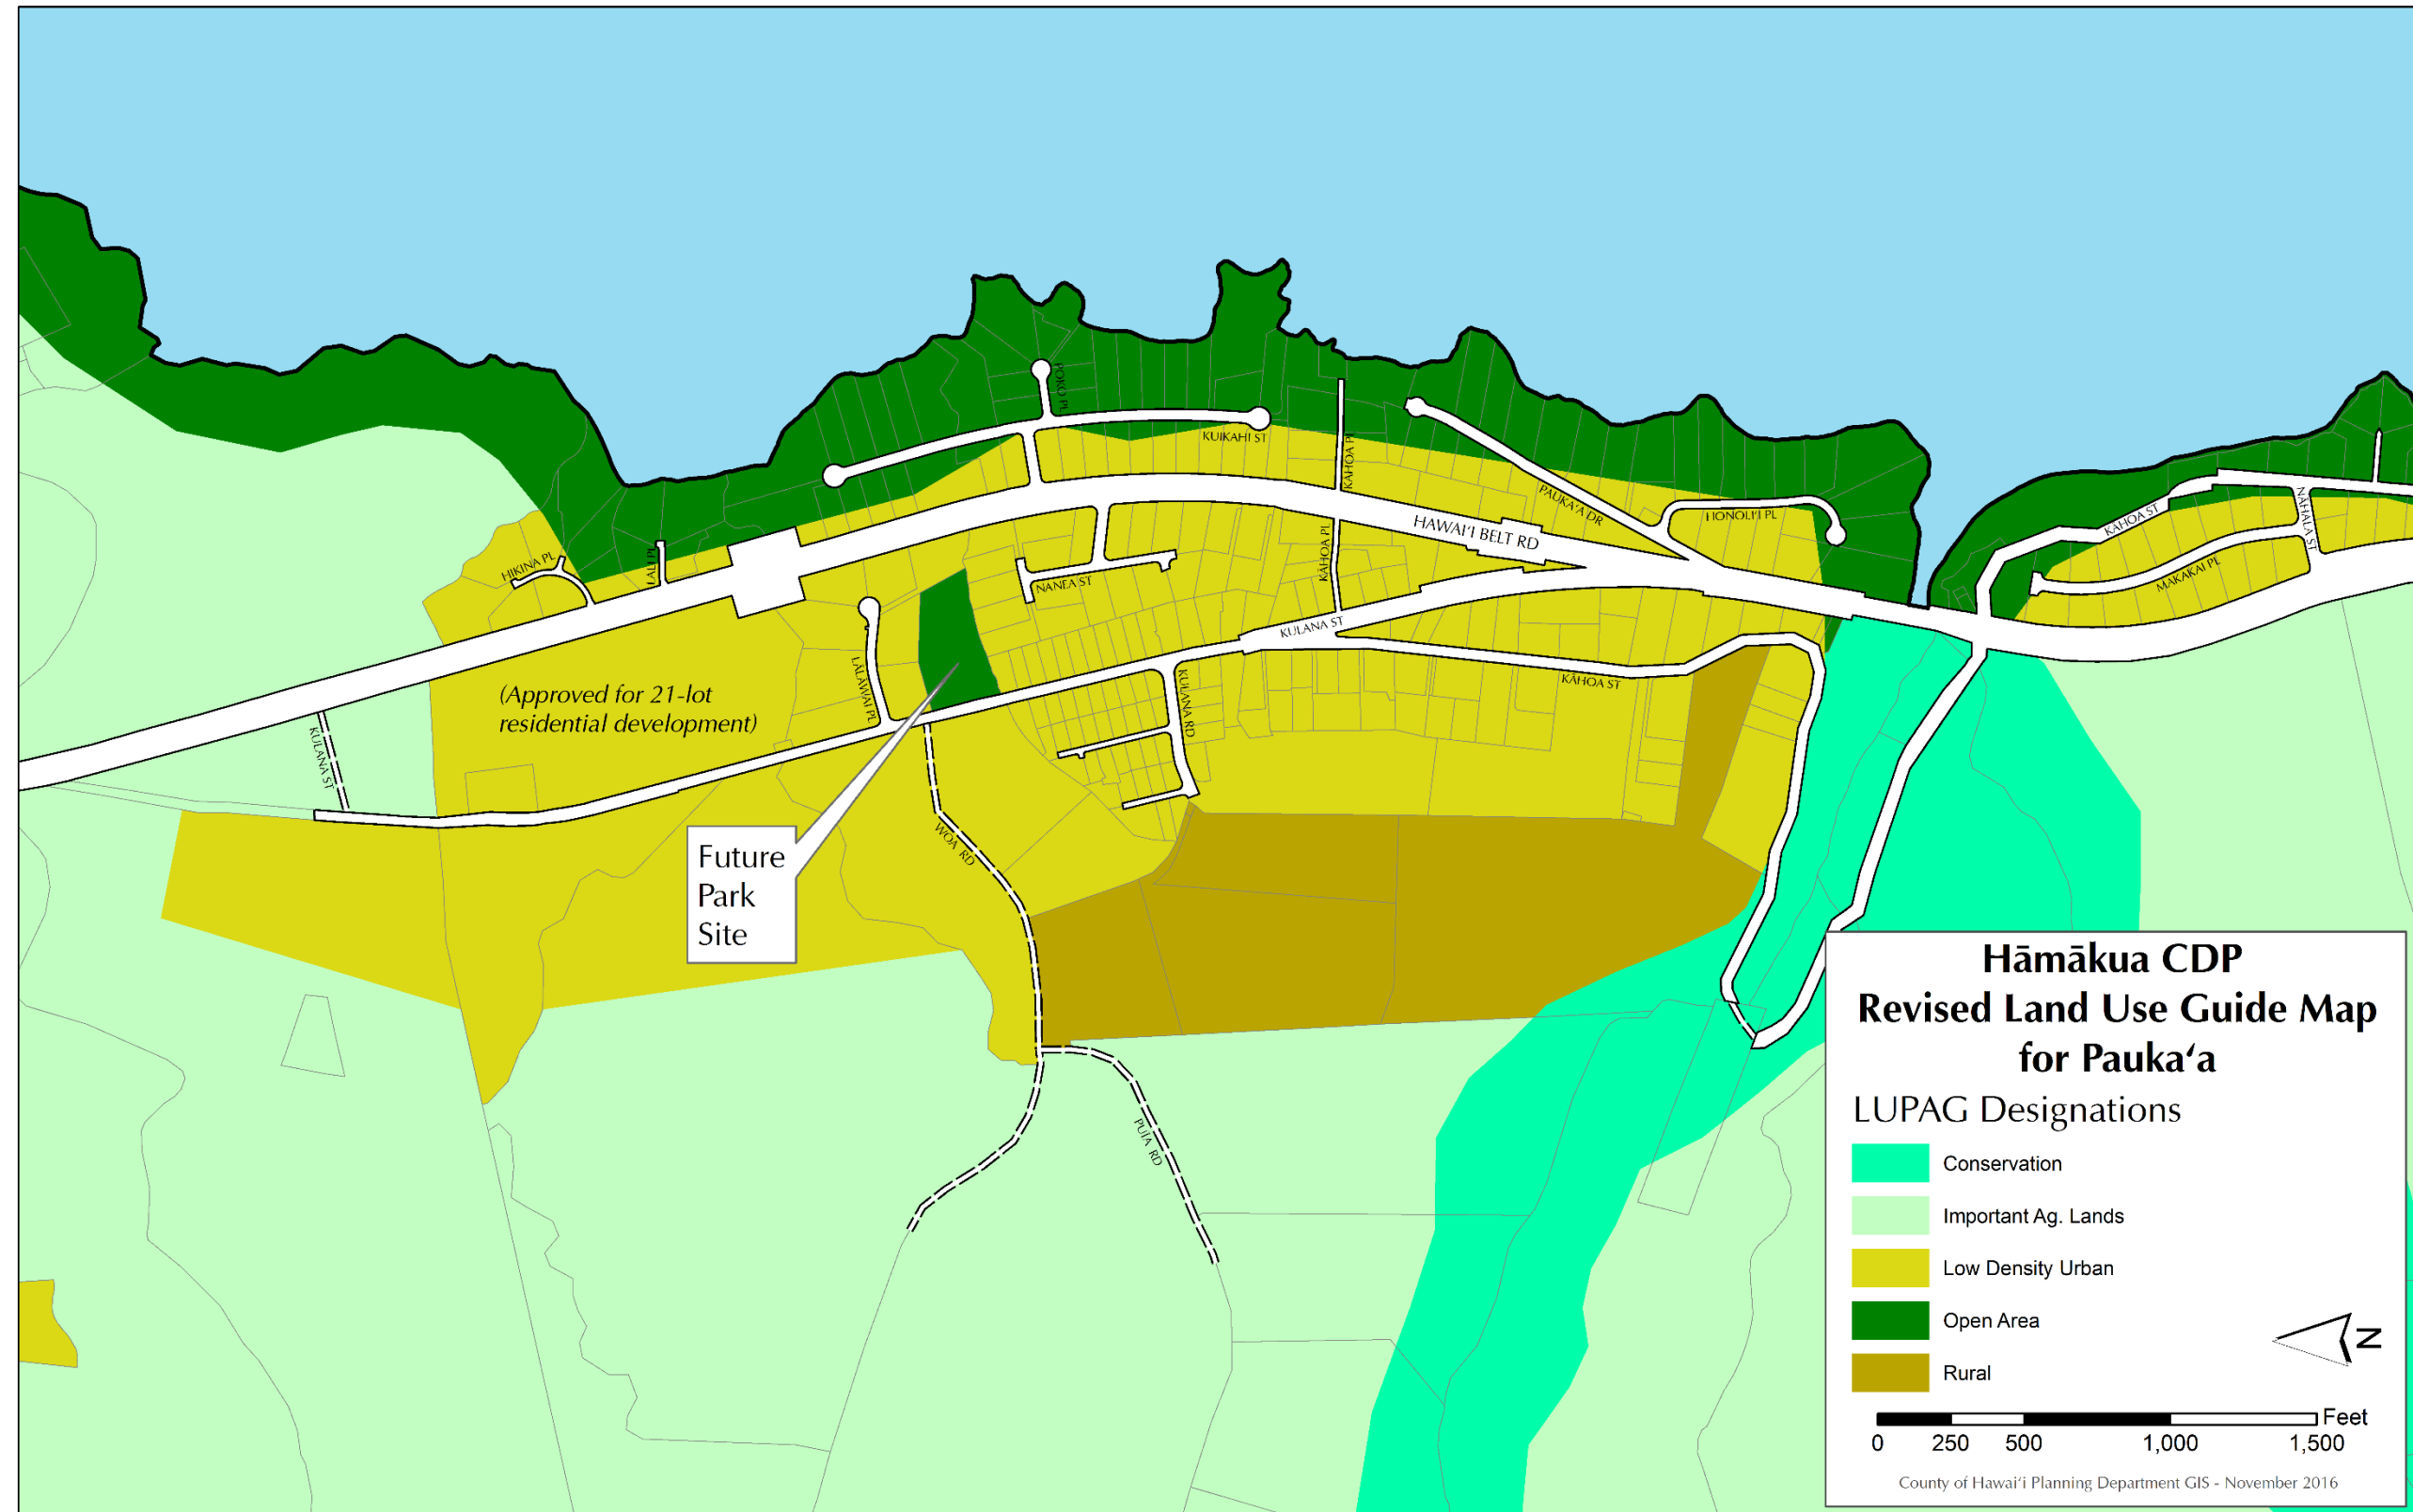 POKO PL
KUIKAHI ST
KAHOA PL
PAUKA'A DR
HONOLI'I PL
HAWAI'I BELT RD
KAHOA ST
NAHALA ST
MAKAKAI PL
HIKINA PL
LALI PL
NANEA ST
KĀHOA PL
KULANA ST
KĀHOA ST
LĀLĀWAI PL
KULANA RD
(Approved for 21-lot
residential development)
KULANA ST
WOA RD
Future
Park
Site
PUIA RD
Hāmākua CDP
Revised Land Use Guide Map
for Pauka‘a
LUPAG Designations
Conservation
Important Ag. Lands
Low Density Urban
Open Area
Rural
N
Feet
0 250 500 1,000 1,500
County of Hawai‘i Planning Department GIS - November 2016